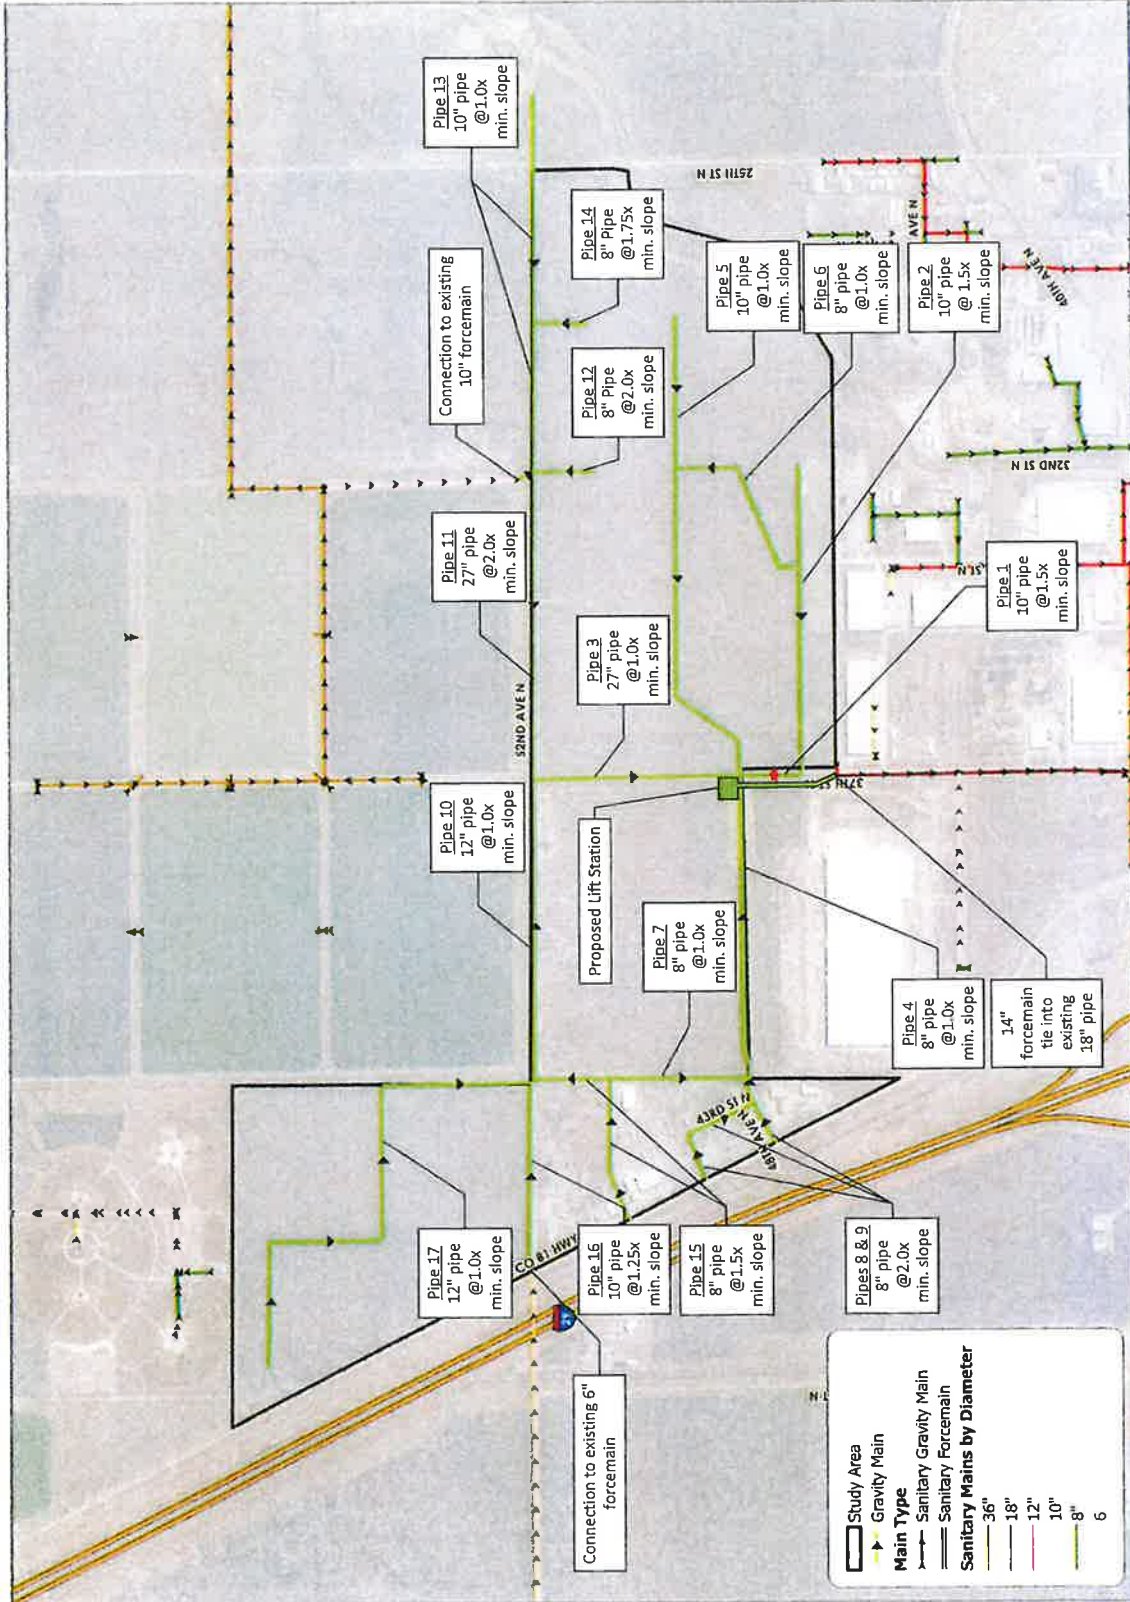 Pipe 13
10" pipe
@1.0x
min. slope
Connection to existing
10" forcemain
25TH ST N
Pipe 14
8" Pipe
@1.75x
min. slope
Pipe 12
8" Pipe
@2.0x
min. slope
Pipe 5
10" pipe
@1.0x
min. slope
Pipe 6
8" pipe
@1.0x
min. slope
AVE N
Pipe 2
10" pipe
@ 1.5x
min. slope
40TH AVE N
32ND ST N
Pipe 11
27" pipe
@2.0x
min. slope
Pipe 3
27" pipe
@1.0x
min. slope
ST N
Pipe 1
10" pipe
@1.5x
min. slope
52ND AVE N
37TH ST
Pipe 10
12" pipe
@1.0x
min. slope
Proposed Lift Station
Pipe 7
8" pipe
@1.0x
min. slope
Pipe 4
8" pipe
@1.0x
min. slope
14"
forcemain
tie into
existing
18" pipe
43RD ST N
48TH AVE N
CO 81 HWY
Pipe 17
12" pipe
@1.0x
min. slope
Pipe 16
10" pipe
@1.25x
min. slope
Pipe 15
8" pipe
@1.5x
min. slope
Pipes 8 & 9
8" pipe
@2.0x
min. slope
Connection to existing 6"
forcemain
Study Area
Gravity Main
Main Type
Sanitary Gravity Main
Sanitary Forcemain
Sanitary Mains by Diameter
36"
18"
12"
10"
8"
6